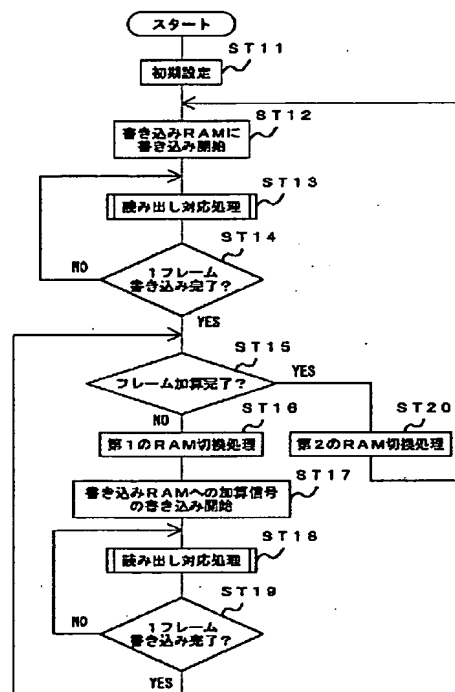 スタート
ST11
初期設定
ST12
書き込みRAMに
書き込み開始
ST13
読み出し対応処理
ST14
1フレーム
書き込み完了?
NO
YES
ST15
フレーム加算完了?
YES
NO
ST16
第1のRAM切換処理
ST20
第2のRAM切換処理
ST17
書き込みRAMへの加算信号
の書き込み開始
ST18
読み出し対応処理
ST19
1フレーム
書き込み完了?
NO
YES